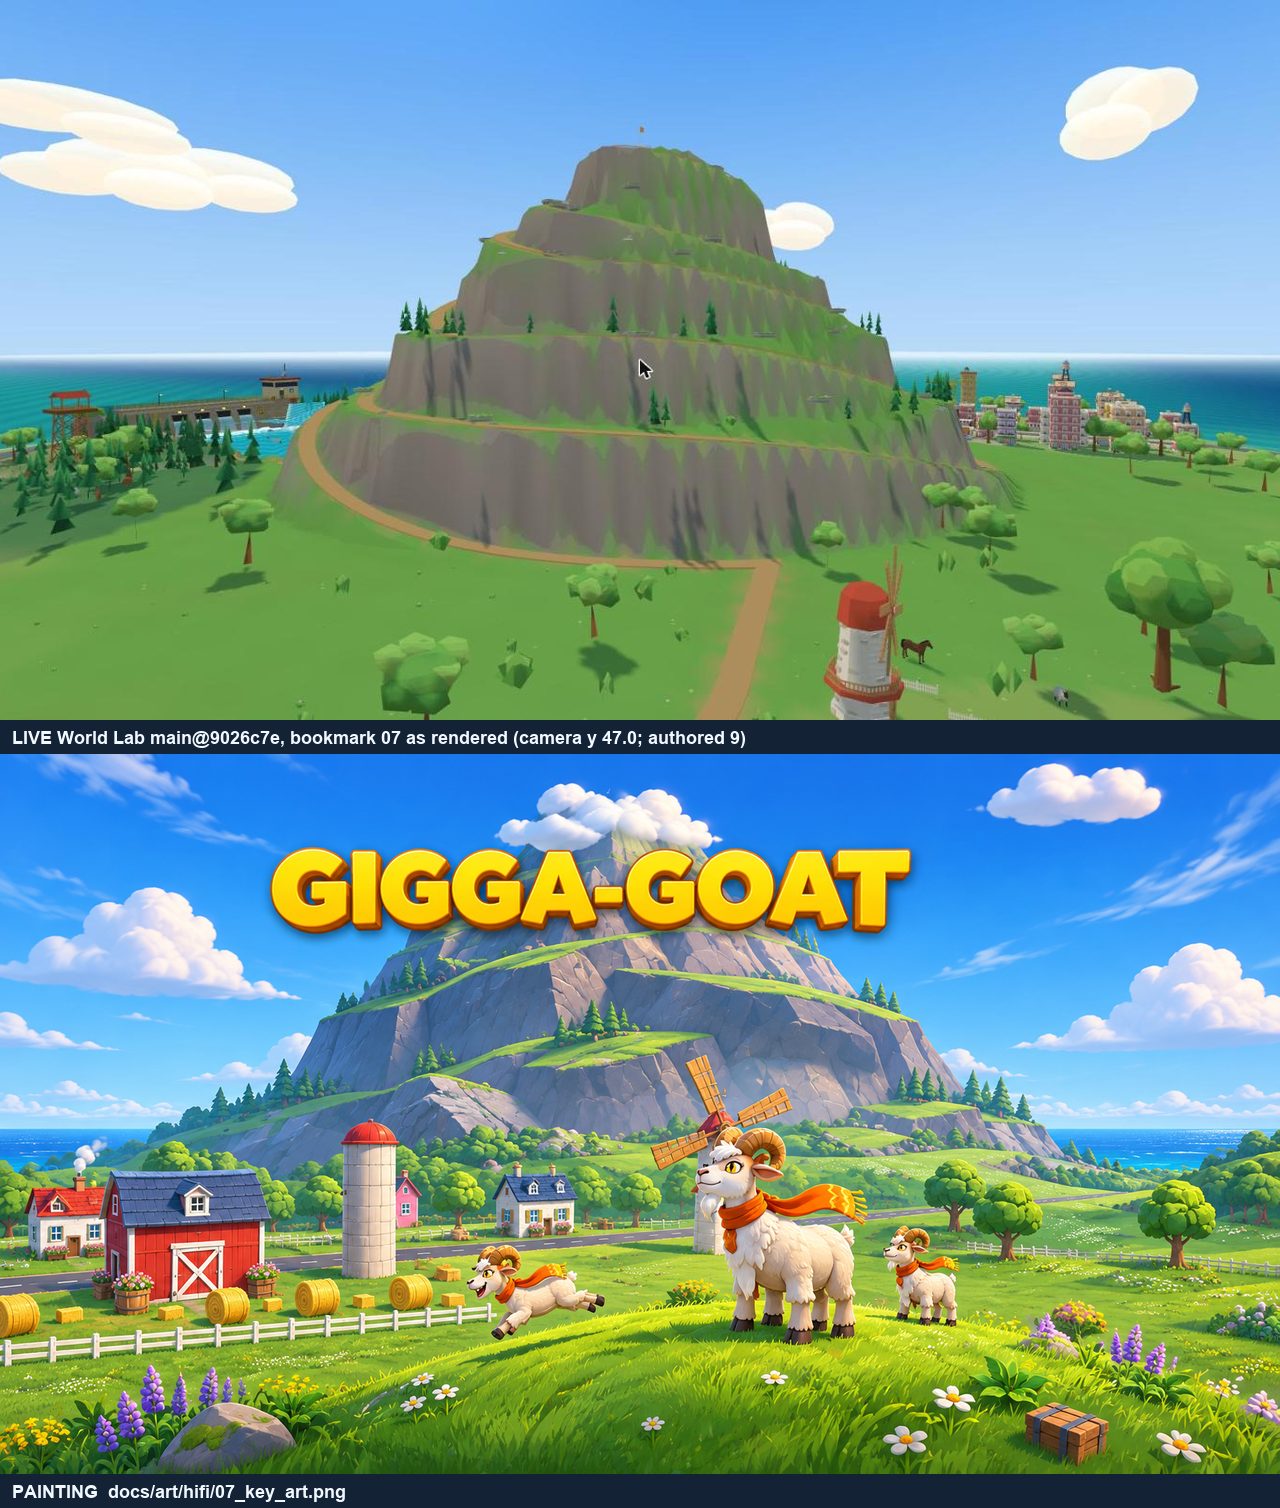 LIVE World Lab main@9026c7e, bookmark 07 as rendered (camera y 47.0; authored 9)
GIGGA-GOAT
PAINTING docs/art/hifi/07_key_art.png